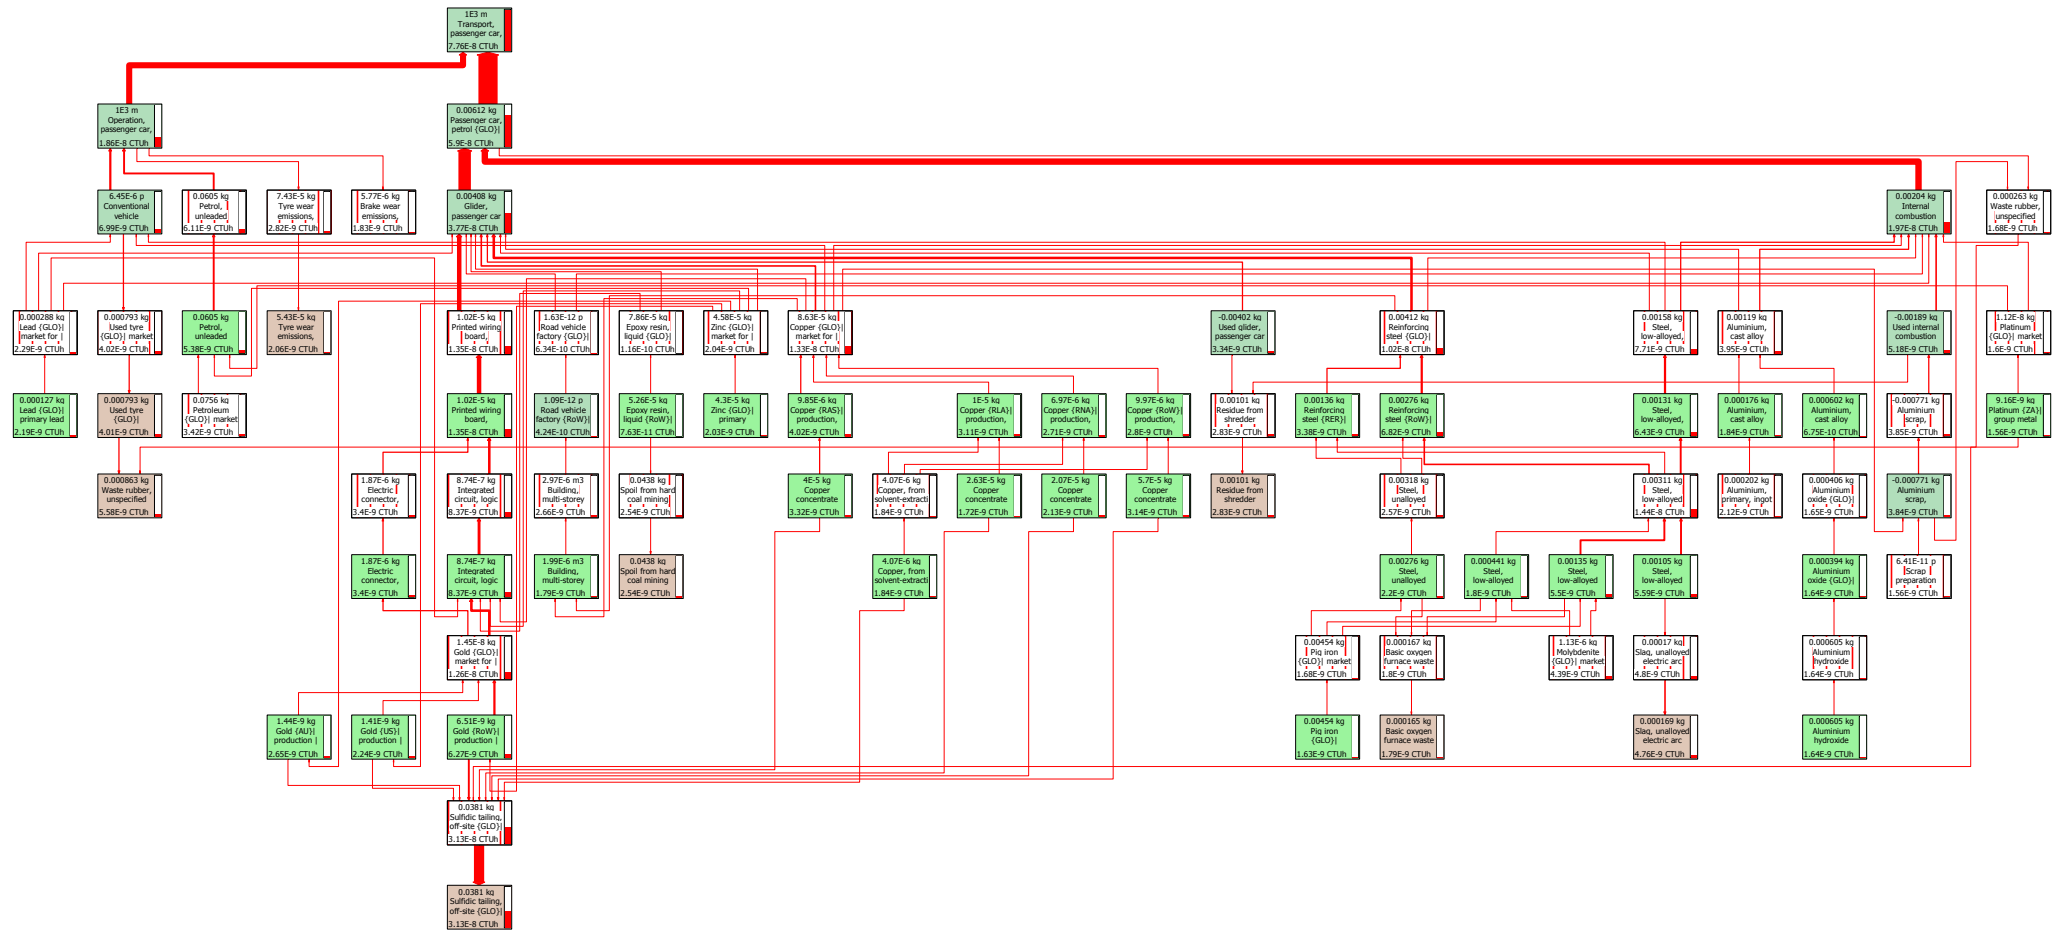 1E3 m
Transport,
passenger car,
7.76E-8 CTUh
1E3 m
Operation,
passenger car,
1.86E-8 CTUh
0.00612 kg
Passenger car,
petrol {GLO}|
5.9E-8 CTUh
6.45E-6 p
Conventional
vehicle
6.99E-9 CTUh
0.0605 kg
Petrol,
unleaded
6.11E-9 CTUh
7.43E-5 kg
Tyre wear
emissions,
2.82E-9 CTUh
5.77E-6 kg
Brake wear
emissions,
1.83E-9 CTUh
0.00408 kg
Glider,
passenger car
3.77E-8 CTUh
0.00204 kg
Internal
combustion
1.97E-8 CTUh
0.000263 kg
Waste rubber,
unspecified
1.68E-9 CTUh
0.000288 kg
Lead {GLO}|
market for |
2.29E-9 CTUh
0.000793 kg
Used tyre
{GLO}| market
4.02E-9 CTUh
0.0605 kg
Petrol,
unleaded
5.38E-9 CTUh
5.43E-5 kg
Tyre wear
emissions,
2.06E-9 CTUh
1.02E-5 kg
Printed wiring
board,
1.35E-8 CTUh
1.63E-12 p
Road vehicle
factory {GLO}|
6.34E-10 CTUh
7.86E-5 kg
Epoxy resin,
liquid {GLO}|
1.16E-10 CTUh
4.58E-5 kg
Zinc {GLO}|
market for |
2.04E-9 CTUh
8.63E-5 kg
Copper {GLO}|
market for |
1.33E-8 CTUh
-0.00402 kg
Used glider,
passenger car
3.34E-9 CTUh
0.00412 kg
Reinforcing
steel {GLO}|
1.02E-8 CTUh
0.00158 kg
Steel,
low-alloyed,
7.71E-9 CTUh
0.00119 kg
Aluminium,
cast alloy
3.95E-9 CTUh
-0.00189 kg
Used internal
combustion
5.18E-9 CTUh
1.12E-8 kg
Platinum
{GLO}| market
1.6E-9 CTUh
0.000127 kg
Lead {GLO}|
primary lead
2.19E-9 CTUh
0.000793 kg
Used tyre
{GLO}|
4.01E-9 CTUh
0.0756 kg
Petroleum
{GLO}| market
3.42E-9 CTUh
1.02E-5 kg
Printed wiring
board,
1.35E-8 CTUh
1.09E-12 p
Road vehicle
factory {RoW}|
4.24E-10 CTUh
5.26E-5 kg
Epoxy resin,
liquid {RoW}|
7.63E-11 CTUh
4.3E-5 kg
Zinc {GLO}|
primary
2.03E-9 CTUh
9.85E-6 kg
Copper {RAS}|
production,
4.02E-9 CTUh
1E-5 kg
Copper {RLA}|
production,
3.11E-9 CTUh
6.97E-6 kg
Copper {RNA}|
production,
2.71E-9 CTUh
9.97E-6 kg
Copper {RoW}|
production,
2.8E-9 CTUh
0.00101 kg
Residue from
shredder
2.83E-9 CTUh
0.00136 kg
Reinforcing
steel {RER}|
3.38E-9 CTUh
0.00276 kg
Reinforcing
steel {RoW}|
6.82E-9 CTUh
0.00131 kg
Steel,
low-alloyed,
6.43E-9 CTUh
0.000176 kg
Aluminium,
cast alloy
1.84E-9 CTUh
0.000602 kg
Aluminium,
cast alloy
6.75E-10 CTUh
-0.000771 kg
Aluminium
scrap,
3.85E-9 CTUh
9.16E-9 kg
Platinum {ZA}|
group metal
1.56E-9 CTUh
0.000863 kg
Waste rubber,
unspecified
5.58E-9 CTUh
1.87E-6 kg
Electric
connector,
3.4E-9 CTUh
8.74E-7 kg
Integrated
circuit, logic
8.37E-9 CTUh
2.97E-6 m3
Building,
multi-storey
2.66E-9 CTUh
0.0438 kg
Spoil from hard
coal mining
2.54E-9 CTUh
4E-5 kg
Copper
concentrate
3.32E-9 CTUh
4.07E-6 kg
Copper, from
solvent-extracti
1.84E-9 CTUh
2.63E-5 kg
Copper
concentrate
1.72E-9 CTUh
2.07E-5 kg
Copper
concentrate
2.13E-9 CTUh
5.7E-5 kg
Copper
concentrate
3.14E-9 CTUh
0.00101 kg
Residue from
shredder
2.83E-9 CTUh
0.00318 kg
Steel,
unalloyed
2.57E-9 CTUh
0.00311 kg
Steel,
low-alloyed
1.44E-8 CTUh
0.000202 kg
Aluminium,
primary, ingot
2.12E-9 CTUh
0.000406 kg
Aluminium
oxide {GLO}|
1.65E-9 CTUh
-0.000771 kg
Aluminium
scrap,
3.84E-9 CTUh
1.87E-6 kg
Electric
connector,
3.4E-9 CTUh
8.74E-7 kg
Integrated
circuit, logic
8.37E-9 CTUh
1.99E-6 m3
Building,
multi-storey
1.79E-9 CTUh
0.0438 kg
Spoil from hard
coal mining
2.54E-9 CTUh
4.07E-6 kg
Copper, from
solvent-extracti
1.84E-9 CTUh
0.00276 kg
Steel,
unalloyed
2.2E-9 CTUh
0.000441 kg
Steel,
low-alloyed
1.8E-9 CTUh
0.00135 kg
Steel,
low-alloyed
5.5E-9 CTUh
0.00105 kg
Steel,
low-alloyed
5.59E-9 CTUh
0.000394 kg
Aluminium
oxide {GLO}|
1.64E-9 CTUh
6.41E-11 p
Scrap
preparation
1.56E-9 CTUh
1.45E-8 kg
Gold {GLO}|
market for |
1.26E-8 CTUh
0.00454 kg
Pig iron
{GLO}| market
1.68E-9 CTUh
0.000167 kg
Basic oxygen
furnace waste
1.8E-9 CTUh
1.13E-6 kg
Molybdenite
{GLO}| market
4.39E-9 CTUh
0.00017 kg
Slag, unalloyed
electric arc
4.8E-9 CTUh
0.000605 kg
Aluminium
hydroxide
1.64E-9 CTUh
1.44E-9 kg
Gold {AU}|
production |
2.65E-9 CTUh
1.41E-9 kg
Gold {US}|
production |
2.24E-9 CTUh
6.51E-9 kg
Gold {RoW}|
production |
6.27E-9 CTUh
0.00454 kg
Pig iron
{GLO}|
1.63E-9 CTUh
0.000165 kg
Basic oxygen
furnace waste
1.79E-9 CTUh
0.000169 kg
Slag, unalloyed
electric arc
4.76E-9 CTUh
0.000605 kg
Aluminium
hydroxide
1.64E-9 CTUh
0.0381 kg
Sulfidic tailing,
off-site {GLO}|
3.13E-8 CTUh
0.0381 kg
Sulfidic tailing,
off-site {GLO}|
3.13E-8 CTUh